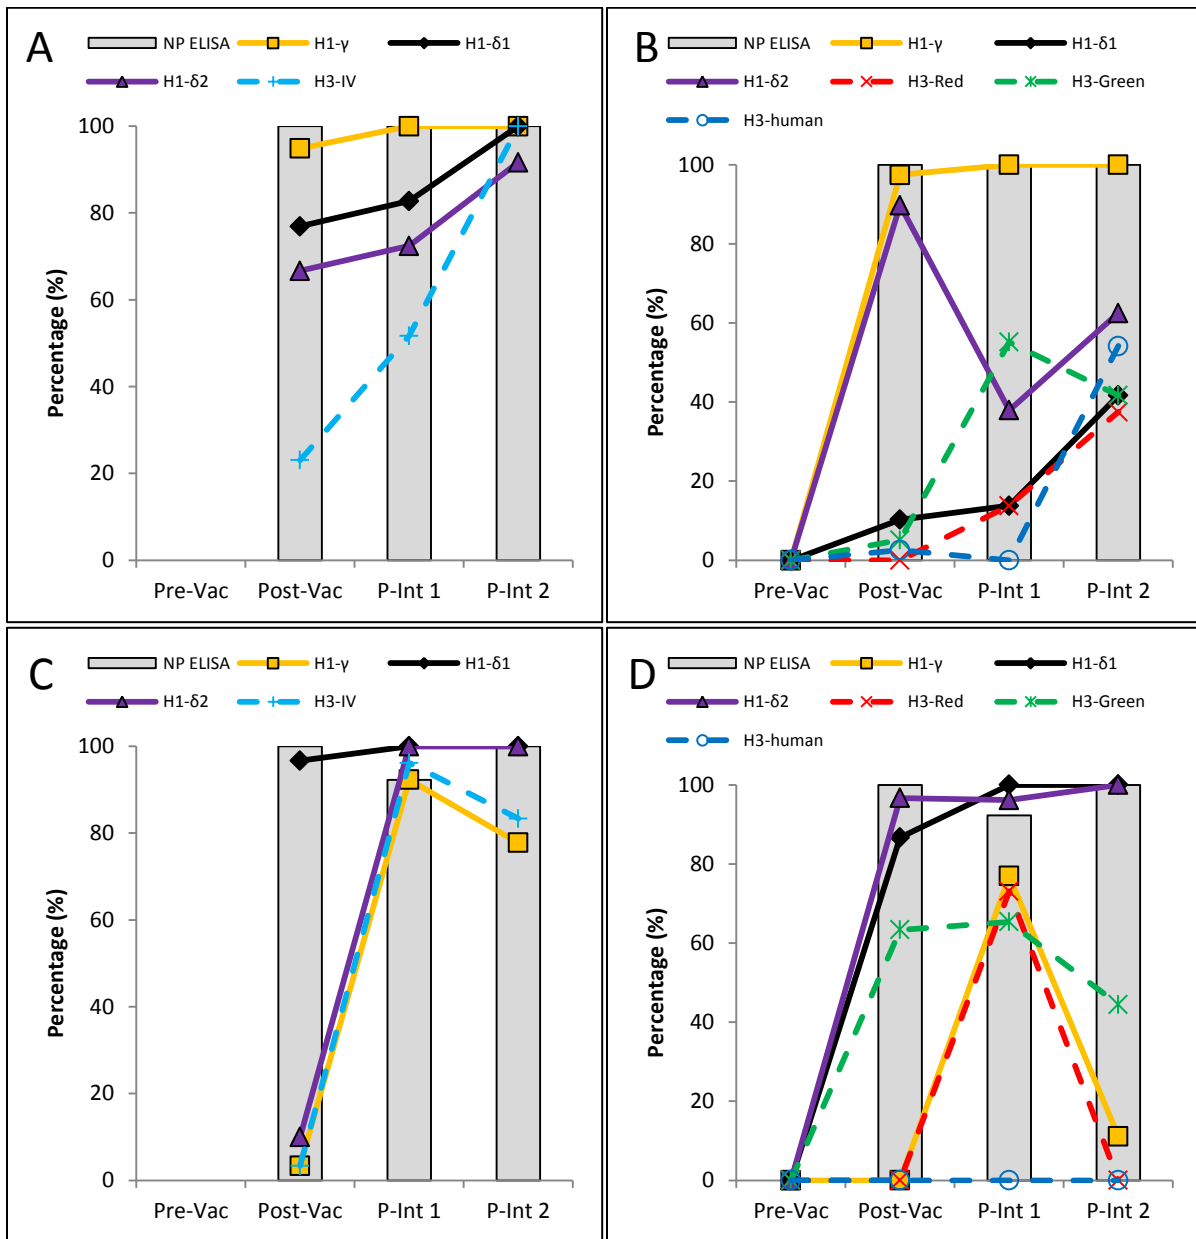 A
NP ELISA H1-γ H1-δ1
H1-δ2 H3-IV
Percentage (%)
100
80
60
40
20
0
Pre-Vac Post-Vac P-Int 1 P-Int 2
B
NP ELISA H1-γ H1-δ1
H1-δ2 H3-Red H3-Green
H3-human
Percentage (%)
100
80
60
40
20
0
Pre-Vac Post-Vac P-Int 1 P-Int 2
C
NP ELISA H1-γ H1-δ1
H1-δ2 H3-IV
Percentage (%)
100
80
60
40
20
0
Pre-Vac Post-Vac P-Int 1 P-Int 2
D
NP ELISA H1-γ H1-δ1
H1-δ2 H3-Red H3-Green
H3-human
Percentage (%)
100
80
60
40
20
0
Pre-Vac Post-Vac P-Int 1 P-Int 2